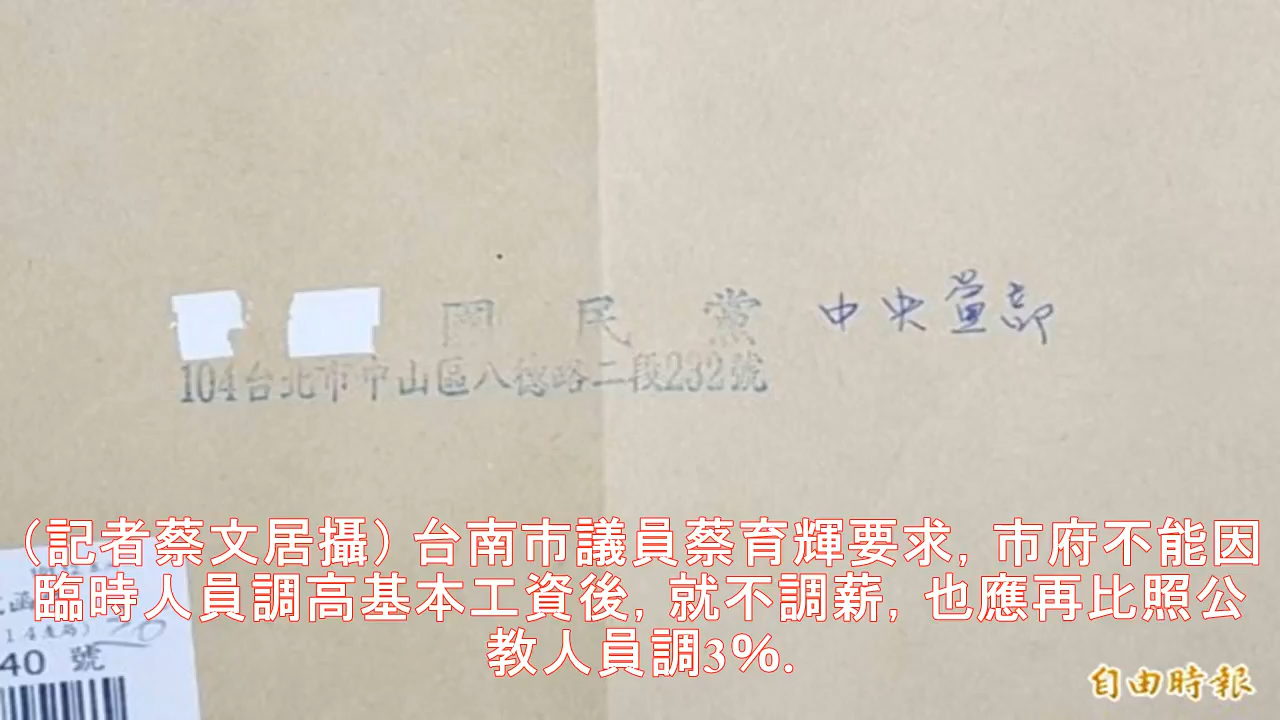 國民黨 中央黨部
104台北市中山區八德路二段232號
(記者蔡文居攝) 台南市議員蔡育輝要求, 市府不能因
臨時人員調高基本工資後, 就不調薪, 也應再比照公
教人員調3%.
40 號
自由時報